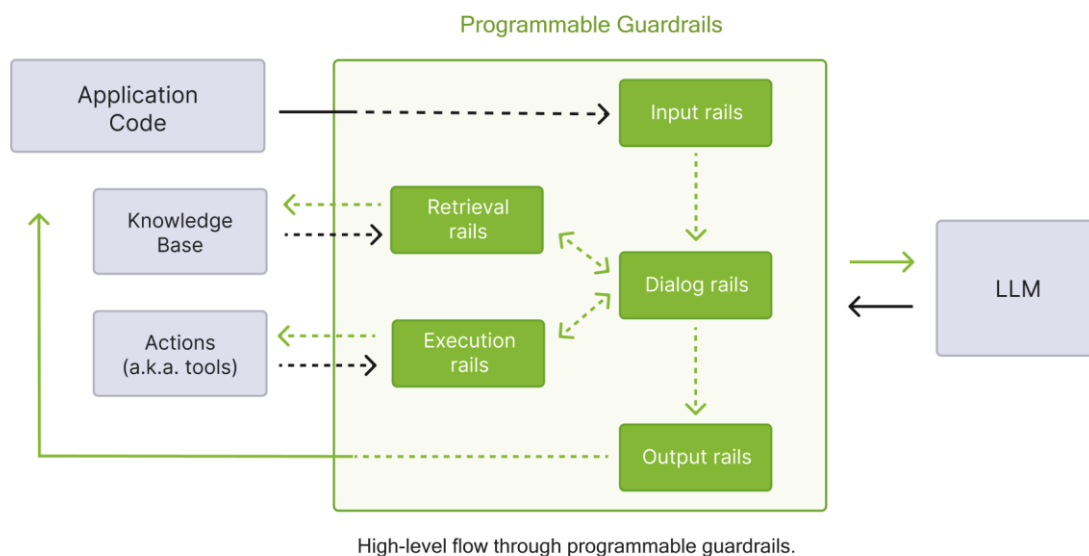 Programmable Guardrails
Application
Code
Input rails
Knowledge
Base
Retrieval
rails
Dialog rails
LLM
Actions
(a.k.a. tools)
Execution
rails
Output rails
High-level flow through programmable guardrails.